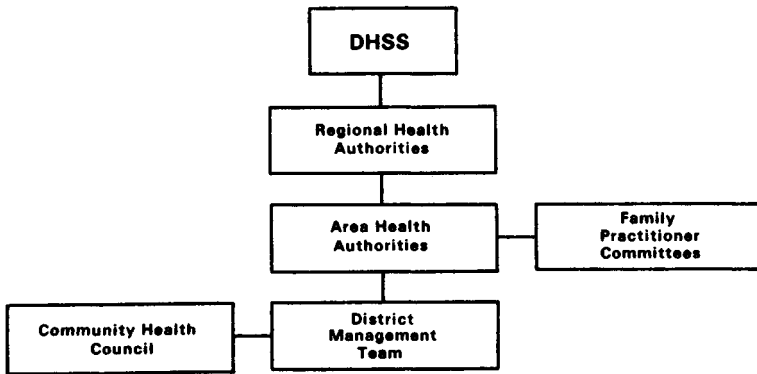 DHSS
Regional Health
Authorities
Area Health
Authorities
Family
Practitioner
Committees
Community Health
Council
District
Management
Team